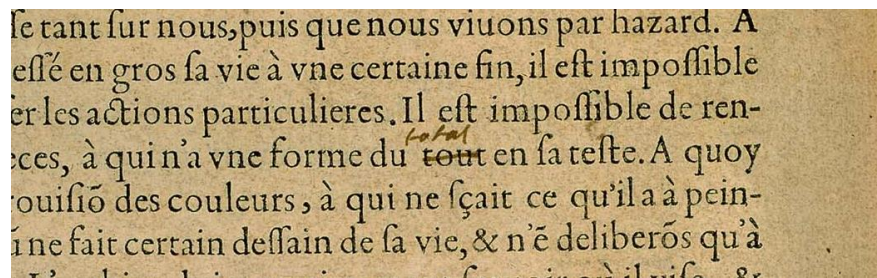 ſe tant ſur nous, puis que nous viuons par hazard. A
eſſé en gros ſa vie à vne certaine fin, il eſt impoſſible
er les actions particulieres. Il eſt impoſſible de ren-
total
eces, à qui n'a vne forme du tout en ſa teſte. A quoy
rouiſiō des couleurs, à qui ne ſçait ce qu'il a à pein-
ne fait certain deſſain de ſa vie, & n'ē deliberōs qu'à